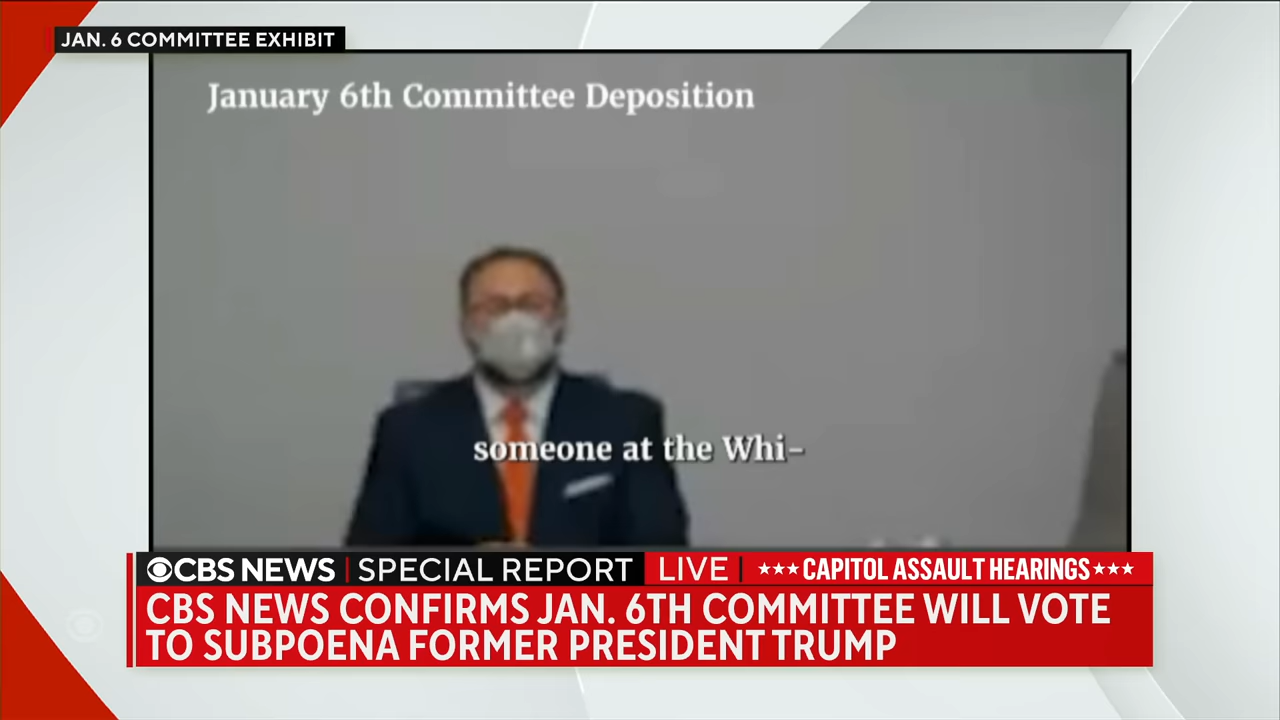 JAN. 6 COMMITTEE EXHIBIT
January 6th Committee Deposition
someone at the Whi-
CBS NEWS SPECIAL REPORT LIVE ★★★CAPITOL ASSAULT HEARINGS★★★
CBS NEWS CONFIRMS JAN. 6TH COMMITTEE WILL VOTE
TO SUBPOENA FORMER PRESIDENT TRUMP